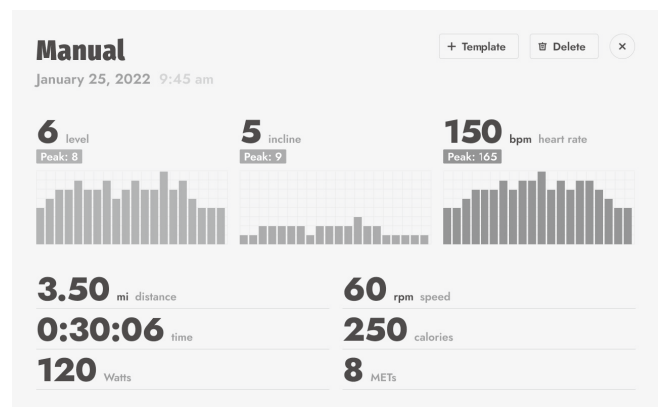 Manual
+ Template
Delete
×
January 25, 2022 9:45 am
6 level
Peak: 8
5 incline
Peak: 9
150 bpm heart rate
Peak: 165
3.50 mi distance
60 rpm speed
0:30:06 time
250 calories
120 Watts
8 METs